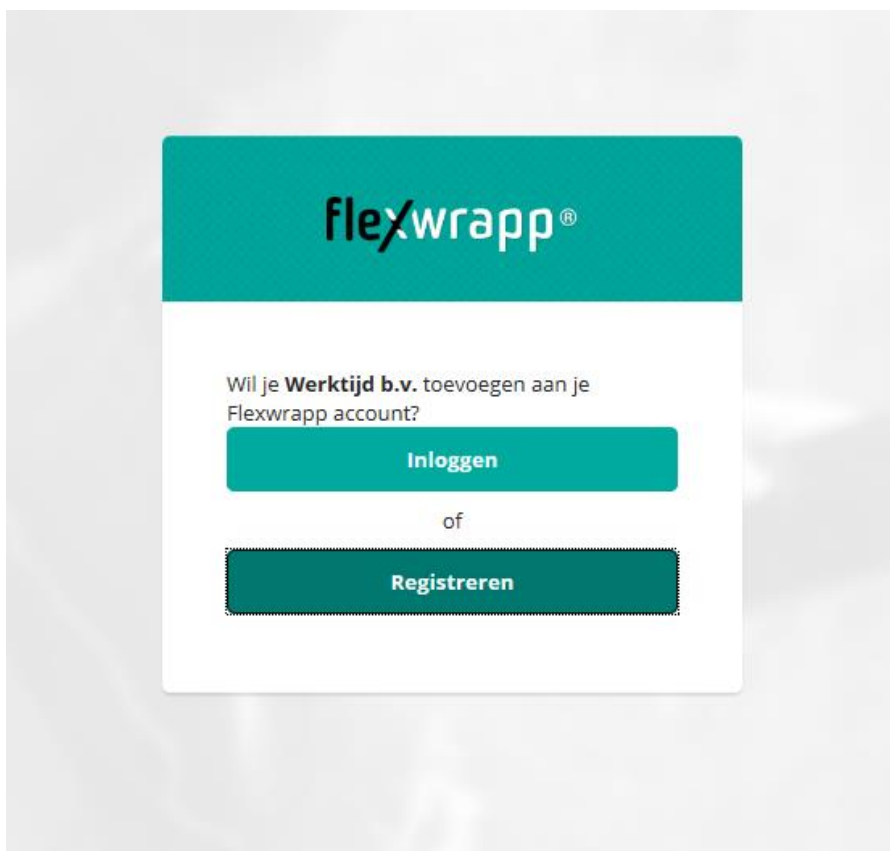 flexwrapp®
Wil je Werktijd b.v. toevoegen aan je
Flexwrapp account?
Inloggen
of
Registreren